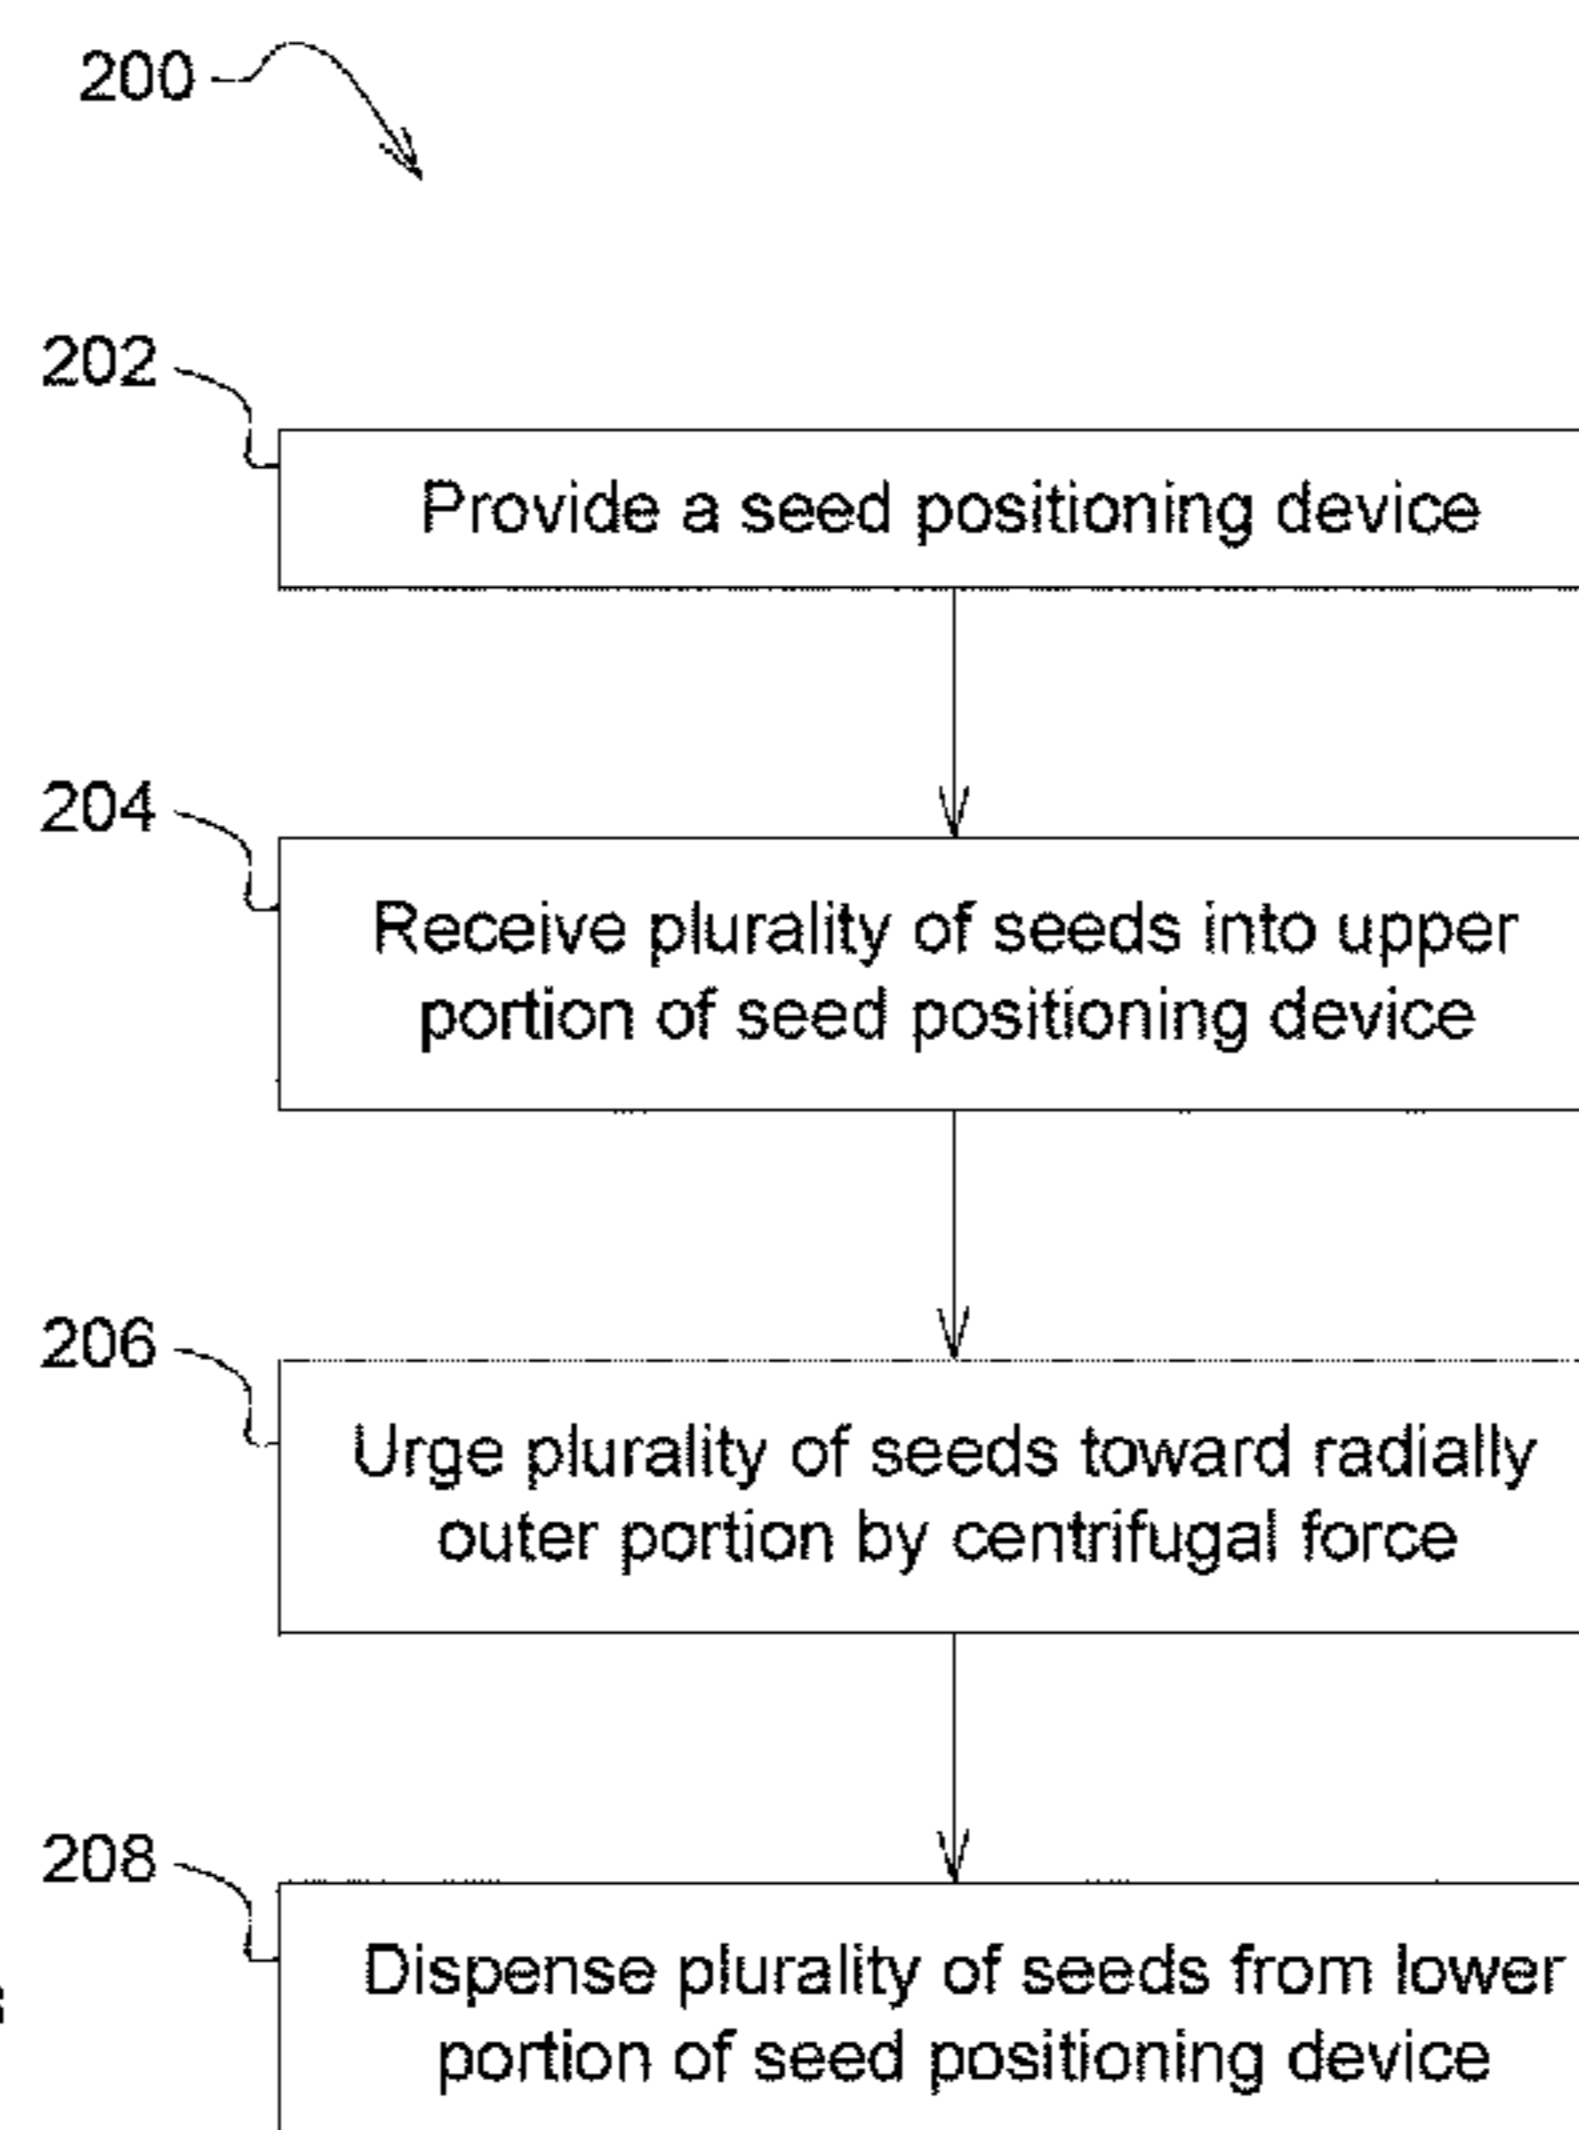 200
202
Provide a seed positioning device
204
Receive plurality of seeds into upper
portion of seed positioning device
206
Urge plurality of seeds toward radially
outer portion by centrifugal force
208
Dispense plurality of seeds from lower
portion of seed positioning device